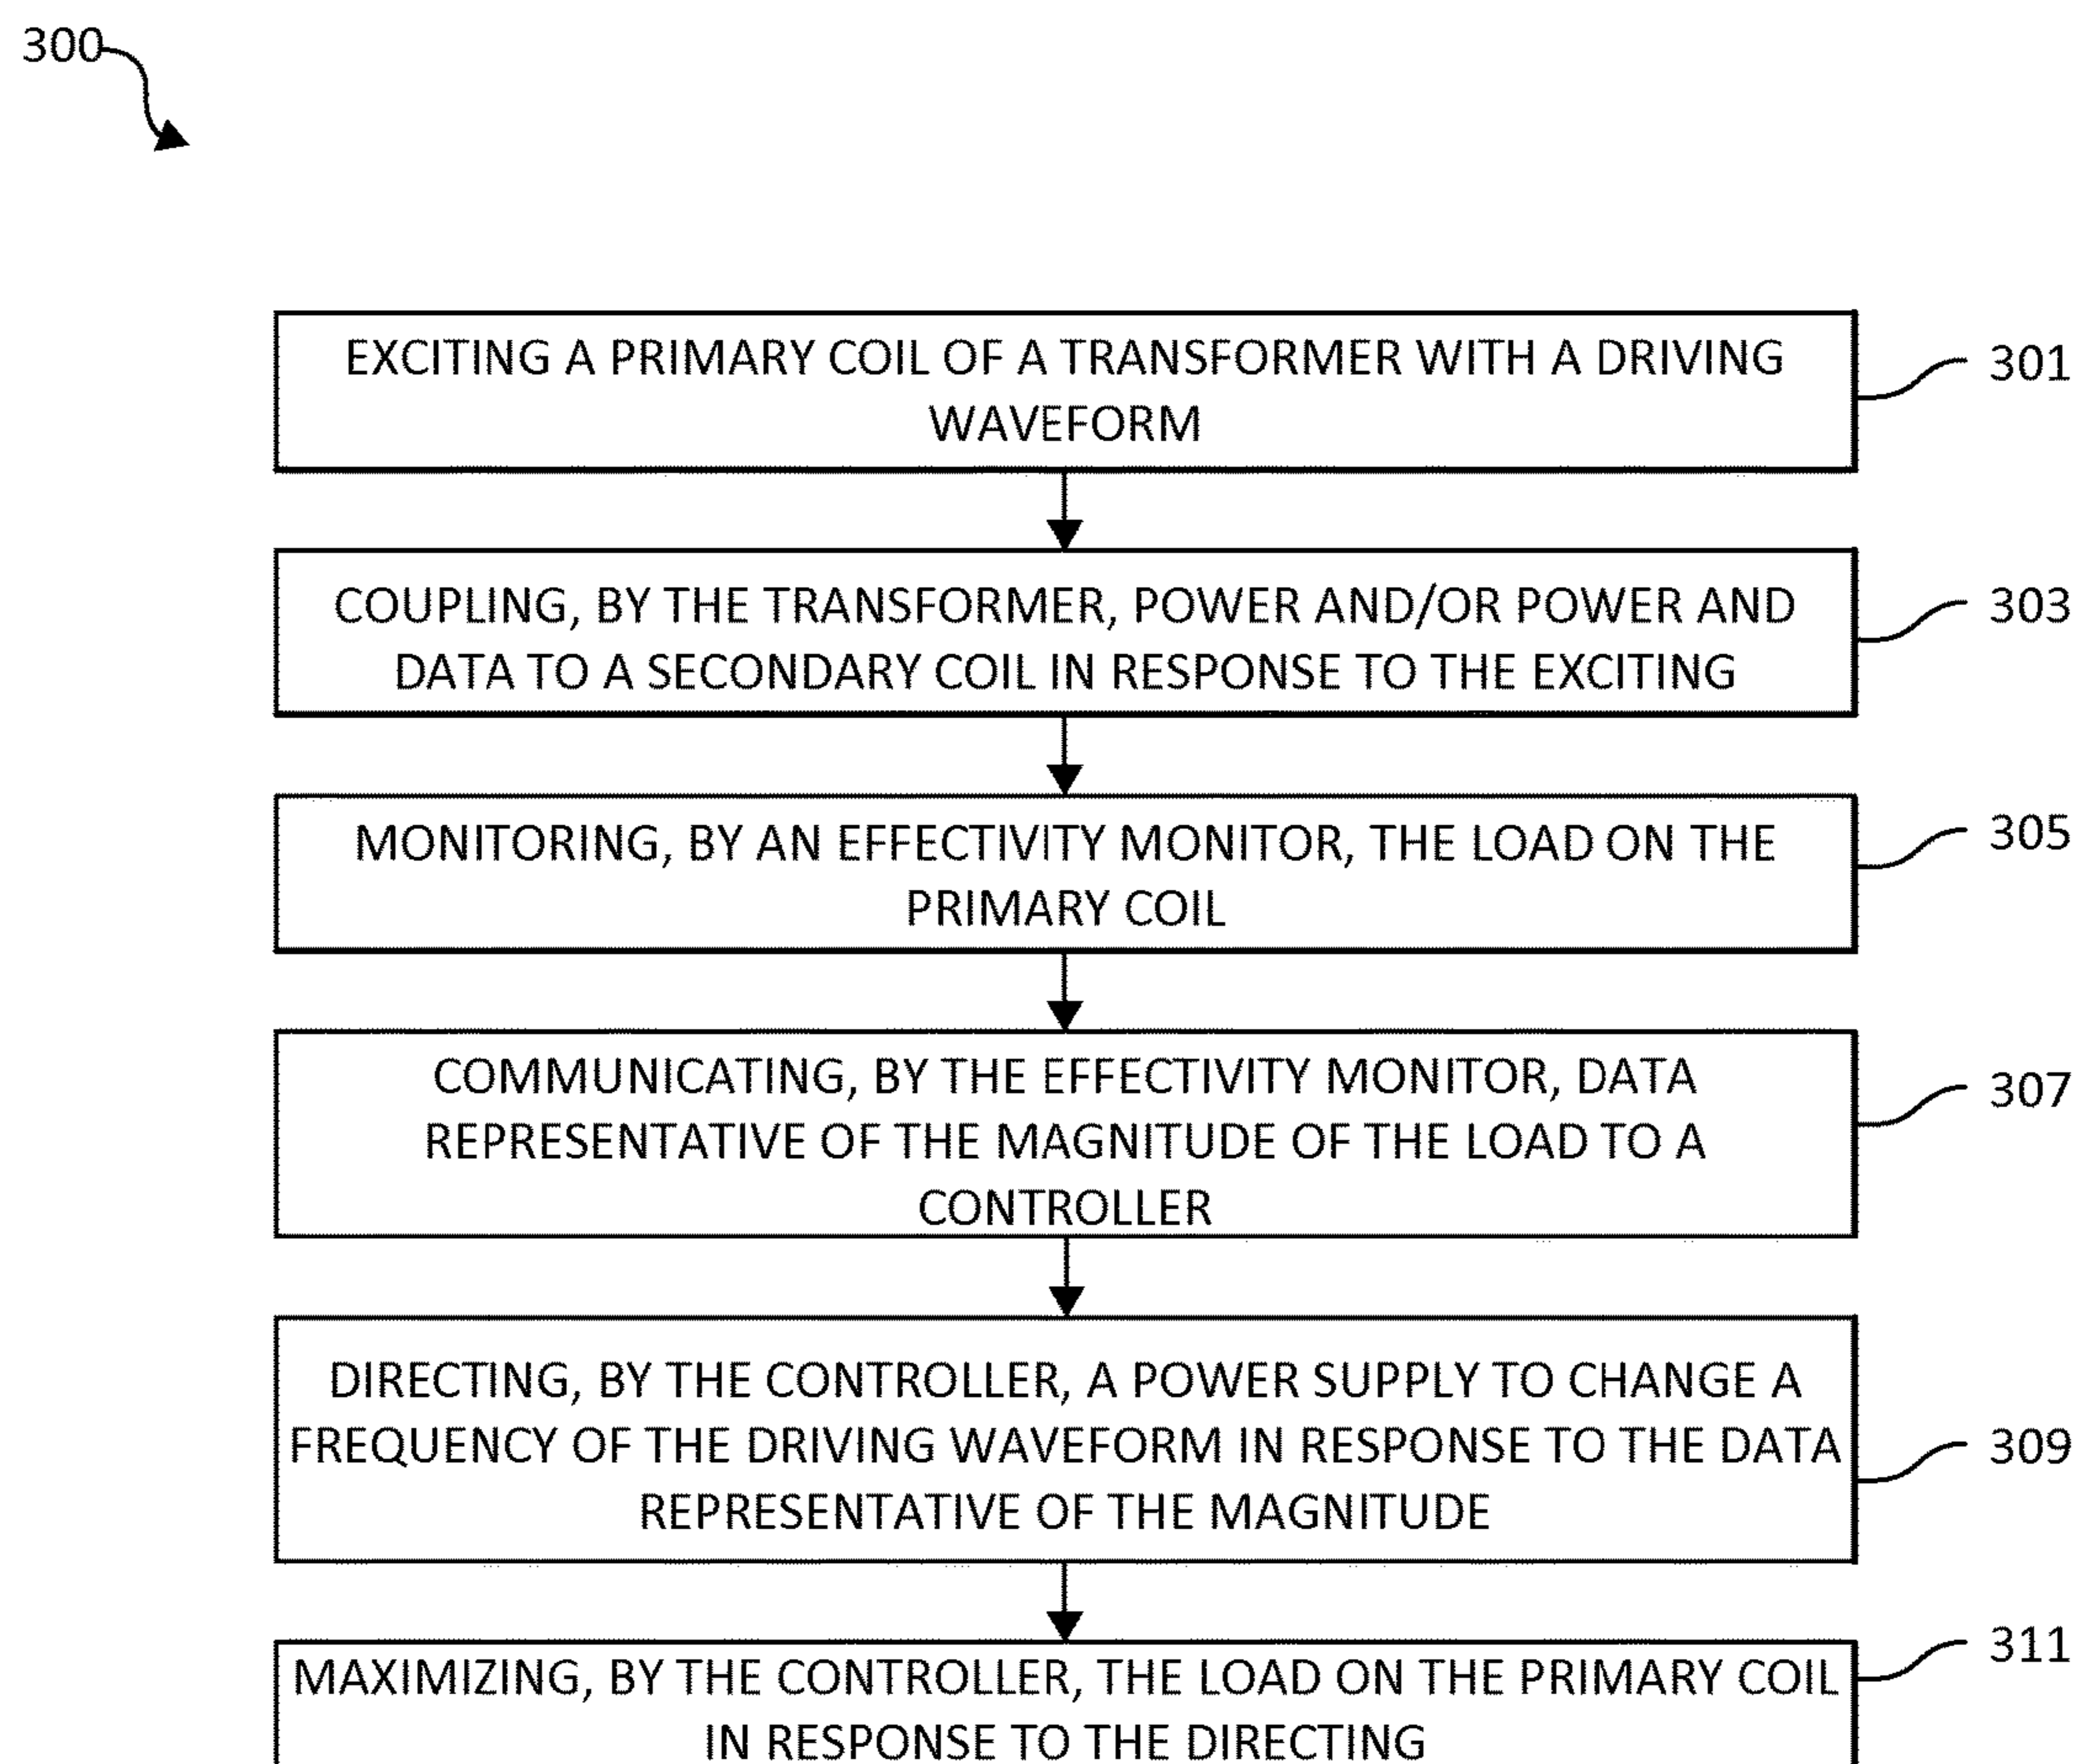 300
EXCITING A PRIMARY COIL OF A TRANSFORMER WITH A DRIVING
WAVEFORM
301
COUPLING, BY THE TRANSFORMER, POWER AND/OR POWER AND
DATA TO A SECONDARY COIL IN RESPONSE TO THE EXCITING
303
MONITORING, BY AN EFFECTIVITY MONITOR, THE LOAD ON THE
PRIMARY COIL
305
COMMUNICATING, BY THE EFFECTIVITY MONITOR, DATA
REPRESENTATIVE OF THE MAGNITUDE OF THE LOAD TO A
CONTROLLER
307
DIRECTING, BY THE CONTROLLER, A POWER SUPPLY TO CHANGE A
FREQUENCY OF THE DRIVING WAVEFORM IN RESPONSE TO THE DATA
REPRESENTATIVE OF THE MAGNITUDE
309
MAXIMIZING, BY THE CONTROLLER, THE LOAD ON THE PRIMARY COIL
IN RESPONSE TO THE DIRECTING
311